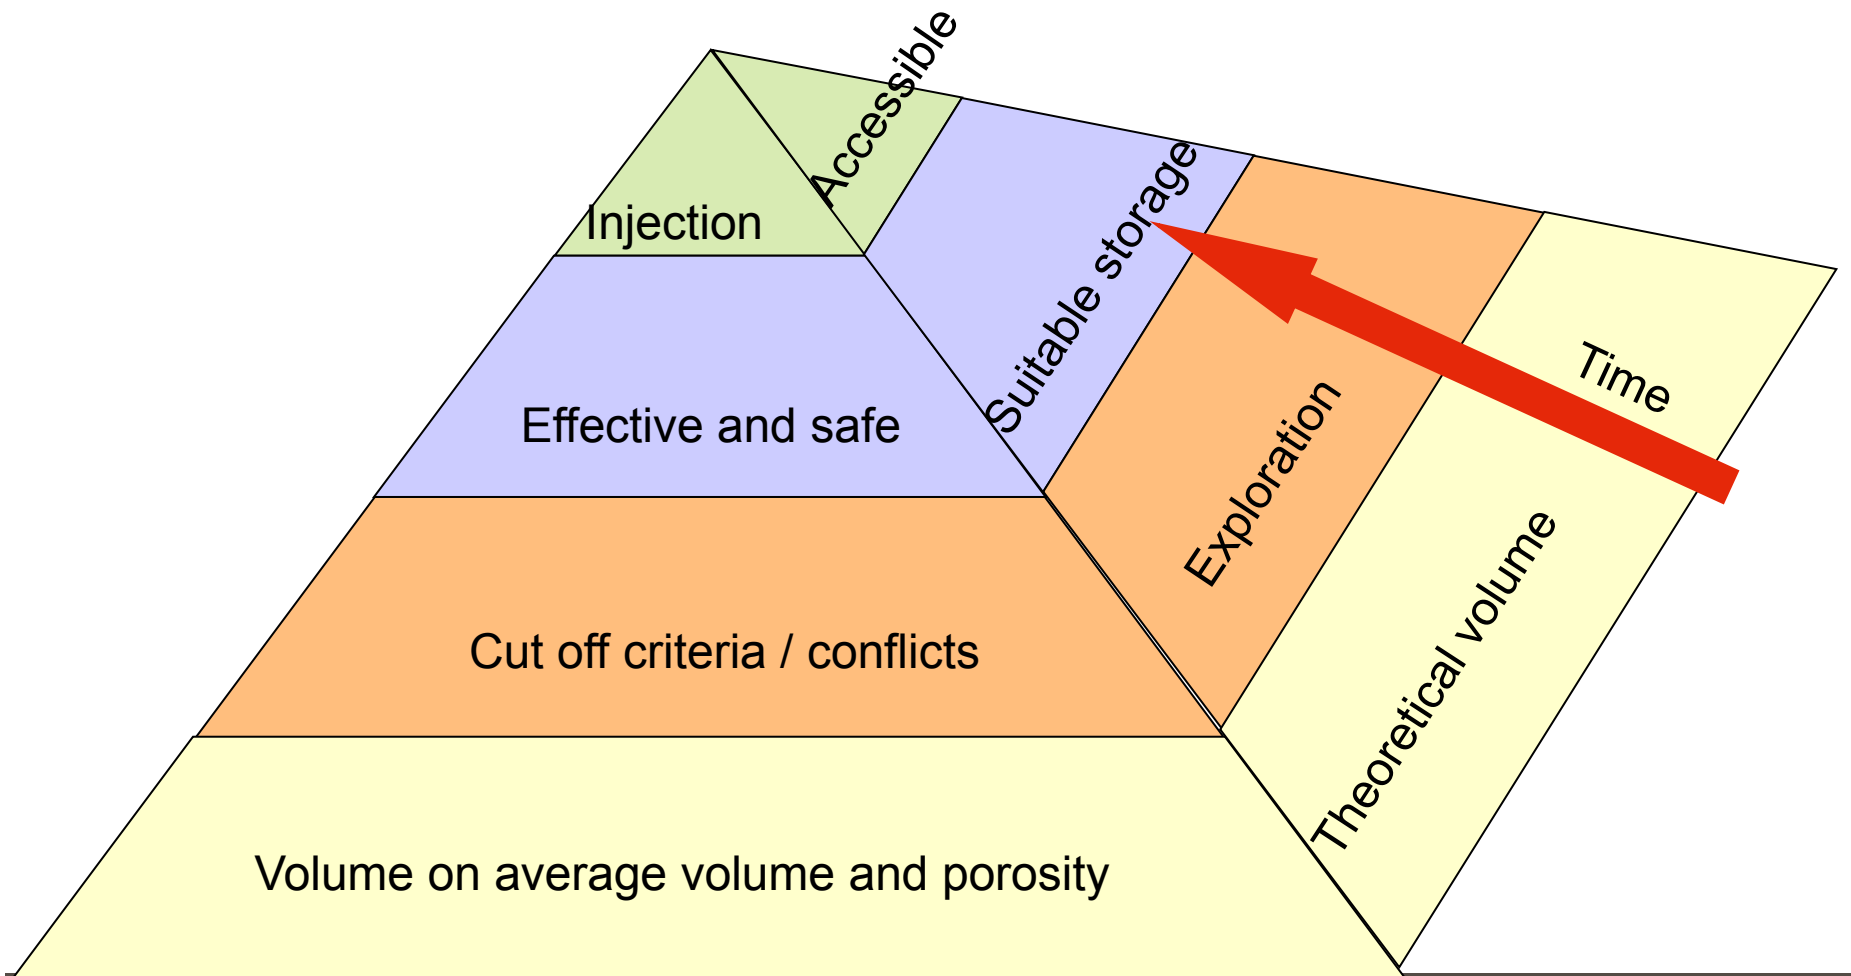 Accessible
Injection
Suitable storage
Effective and safe
Time
Exploration
Cut off criteria / conflicts
Theoretical volume
Volume on average volume and porosity